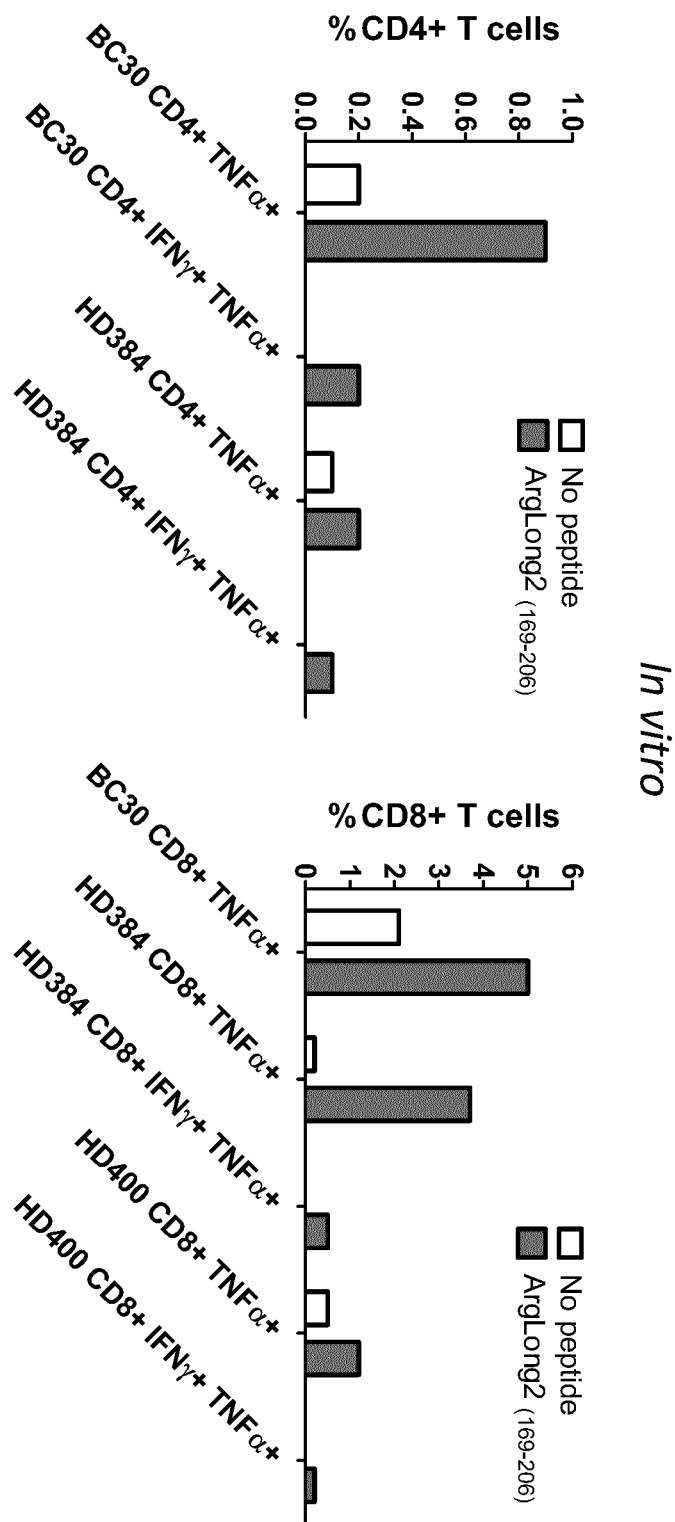 In vitro
%CD4+ T cells
1.0
0.8
0.6
0.4
0.2
0.0
No peptide
ArgLong2 (169-206)
BC30 CD4+ TNFα+
BC30 CD4+ IFNγ+ TNFα+
HD384 CD4+ TNFα+
HD384 CD4+ IFNγ+ TNFα+
%CD8+ T cells
6
5
4
3
2
1
0
No peptide
ArgLong2 (169-206)
BC30 CD8+ TNFα+
HD384 CD8+ TNFα+
HD384 CD8+ IFNγ+ TNFα+
HD400 CD8+ TNFα+
HD400 CD8+ IFNγ+ TNFα+